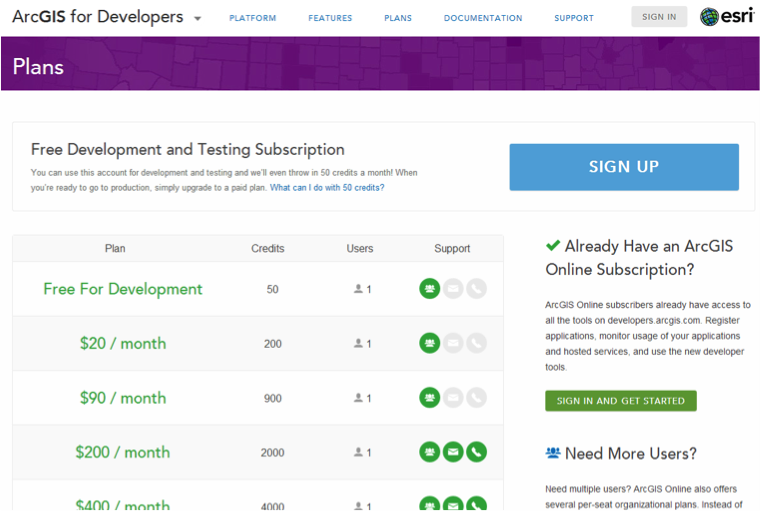 ArcGIS for Developers
PLATFORM
FEATURES
PLANS
DOCUMENTATION
SUPPORT
SIGN IN
esri
Plans
Free Development and Testing Subscription
You can use this account for development and testing and we'll even throw in 50 credits a month! When
you're ready to go to production, simply upgrade to a paid plan. What can I do with 50 credits?
SIGN UP
Plan Credits Users Support
Free For Development 50 1
$20 / month 200 1
$90 / month 900 1
$200 / month 2000 1
$400 / month 4000 1
Already Have an ArcGIS
Online Subscription?
ArcGIS Online subscribers already have access to
all the tools on developers.arcgis.com. Register
applications, monitor usage of your applications
and hosted services, and use the new developer
tools.
SIGN IN AND GET STARTED
Need More Users?
Need multiple users? ArcGIS Online also offers
several per-seat organizational plans. Instead of